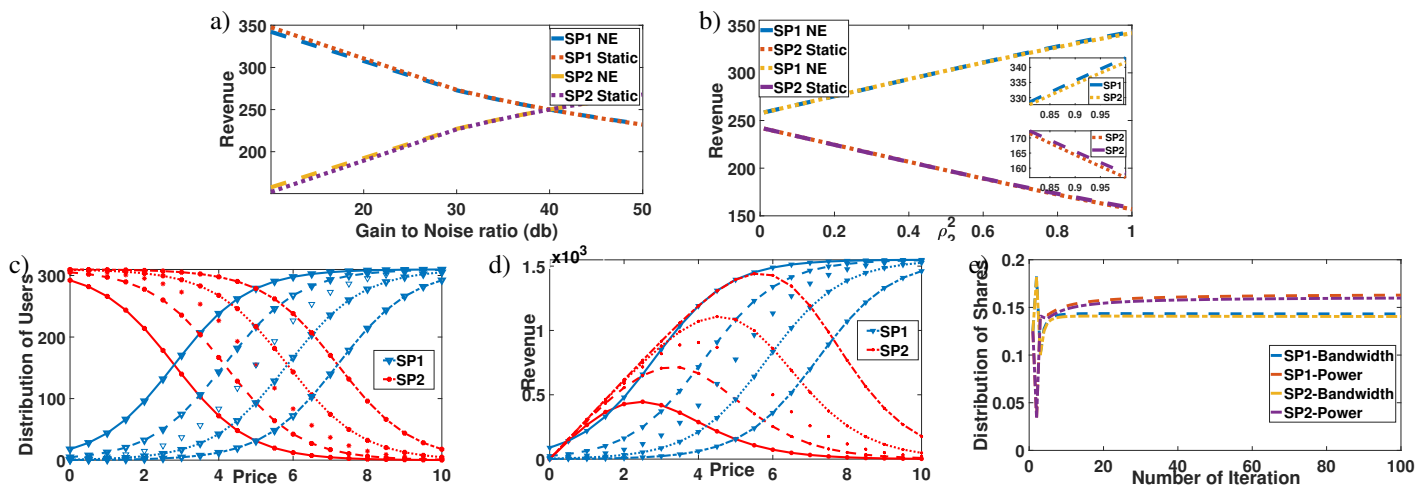 a)
350
300
250
200
Revenue
20
30
40
50
Gain to Noise ratio (db)
SP1 NE
SP1 Static
SP2 NE
SP2 Static
b)
350
300
250
200
150
Revenue
0
0.2
0.4
0.6
0.8
1
SP1 NE
SP2 Static
SP1 NE
SP2 Static
340
335
330
0.85
0.9
0.95
SP1
SP2
170
165
160
0.85
0.9
0.95
SP2
SP2
c)
300
200
100
0
Distribution of Users
0
2
4
6
8
10
Price
SP1
SP2
d)
×10³
1.5
1
0.5
0
Revenue
0
2
4
6
8
10
Price
SP1
SP2
e)
0.2
0.15
0.1
0.05
0
Distribution of Shares
20
40
60
80
100
Number of Iteration
SP1-Bandwidth
SP1-Power
SP2-Bandwidth
SP2-Power